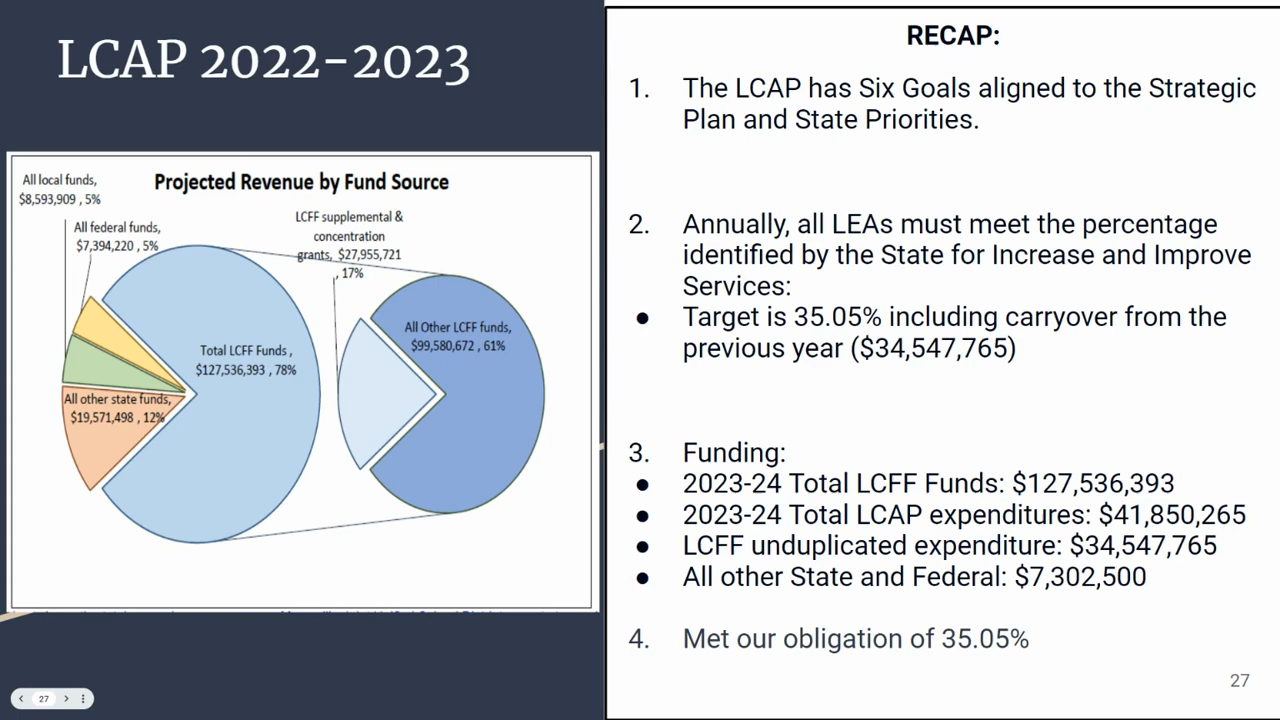 LCAP 2022-2023
Projected Revenue by Fund Source
All local funds,
$8,593,909 , 5%
All federal funds,
$7,394,220 , 5%
LCFF supplemental &
concentration
grants, $27,955,721
, 17%
Total LCFF Funds ,
$127,536,393 , 78%
All Other LCFF funds,
$99,580,672 , 61%
All other state funds,
$19,571,498 , 12%
27
RECAP:
1. The LCAP has Six Goals aligned to the Strategic
Plan and State Priorities.
2. Annually, all LEAs must meet the percentage
identified by the State for Increase and Improve
Services:
● Target is 35.05% including carryover from the
previous year ($34,547,765)
3. Funding:
● 2023-24 Total LCFF Funds: $127,536,393
● 2023-24 Total LCAP expenditures: $41,850,265
● LCFF unduplicated expenditure: $34,547,765
● All other State and Federal: $7,302,500
4. Met our obligation of 35.05%
27